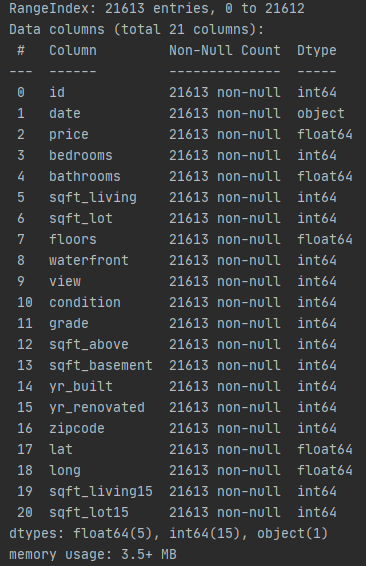 RangeIndex: 21613 entries, 0 to 21612
Data columns (total 21 columns):
 #   Column         Non-Null Count  Dtype
---  ------         --------------  -----
 0   id             21613 non-null  int64
 1   date           21613 non-null  object
 2   price          21613 non-null  float64
 3   bedrooms       21613 non-null  int64
 4   bathrooms      21613 non-null  float64
 5   sqft_living    21613 non-null  int64
 6   sqft_lot       21613 non-null  int64
 7   floors         21613 non-null  float64
 8   waterfront     21613 non-null  int64
 9   view           21613 non-null  int64
 10  condition      21613 non-null  int64
 11  grade          21613 non-null  int64
 12  sqft_above     21613 non-null  int64
 13  sqft_basement  21613 non-null  int64
 14  yr_built       21613 non-null  int64
 15  yr_renovated   21613 non-null  int64
 16  zipcode        21613 non-null  int64
 17  lat            21613 non-null  float64
 18  long           21613 non-null  float64
 19  sqft_living15  21613 non-null  int64
 20  sqft_lot15     21613 non-null  int64
dtypes: float64(5), int64(15), object(1)
memory usage: 3.5+ MB